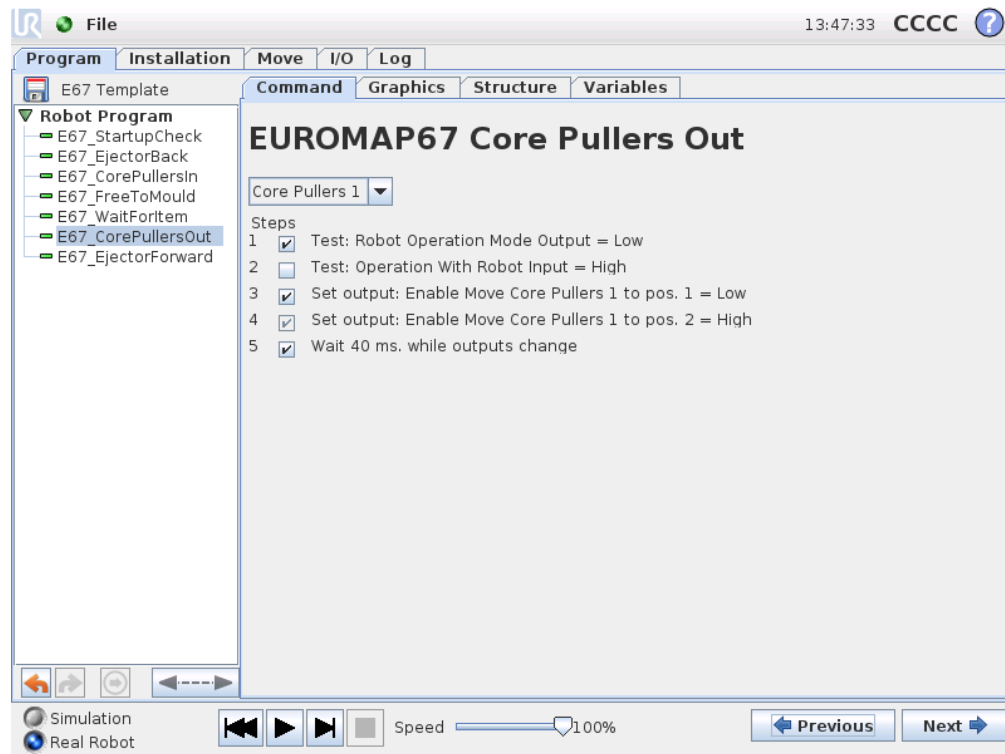 UR File 13:47:33 CCCC ?
Program Installation Move I/O Log
E67 Template
Command Graphics Structure Variables
Robot Program
E67_StartupCheck
E67_EjectorBack
E67_CorePullersIn
E67_FreeToMould
E67_WaitForItem
E67_CorePullersOut
E67_EjectorForward
EUROMAP67 Core Pullers Out
Core Pullers 1
Steps
1 Test: Robot Operation Mode Output = Low
2 Test: Operation With Robot Input = High
3 Set output: Enable Move Core Pullers 1 to pos. 1 = Low
4 Set output: Enable Move Core Pullers 1 to pos. 2 = High
5 Wait 40 ms. while outputs change
Simulation
Real Robot
Speed 100%
Previous Next